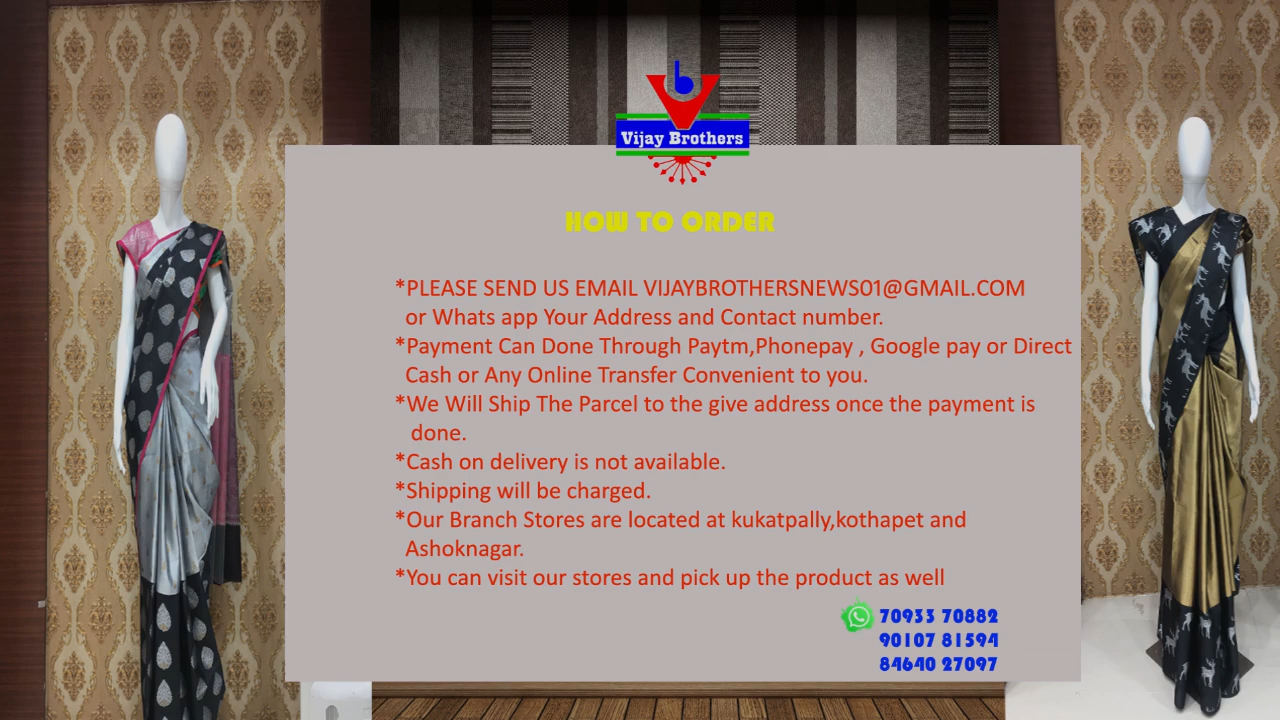 b
Vijay Brothers
HOW TO ORDER
*PLEASE SEND US EMAIL VIJAYBROTHERSNEWS01@GMAIL.COM
or Whats app Your Address and Contact number.
*Payment Can Done Through Paytm,Phonepay , Google pay or Direct
Cash or Any Online Transfer Convenient to you.
*We Will Ship The Parcel to the give address once the payment is
done.
*Cash on delivery is not available.
*Shipping will be charged.
*Our Branch Stores are located at kukatpally,kothapet and
Ashoknagar.
*You can visit our stores and pick up the product as well
70933 70882
90107 81594
84640 27097